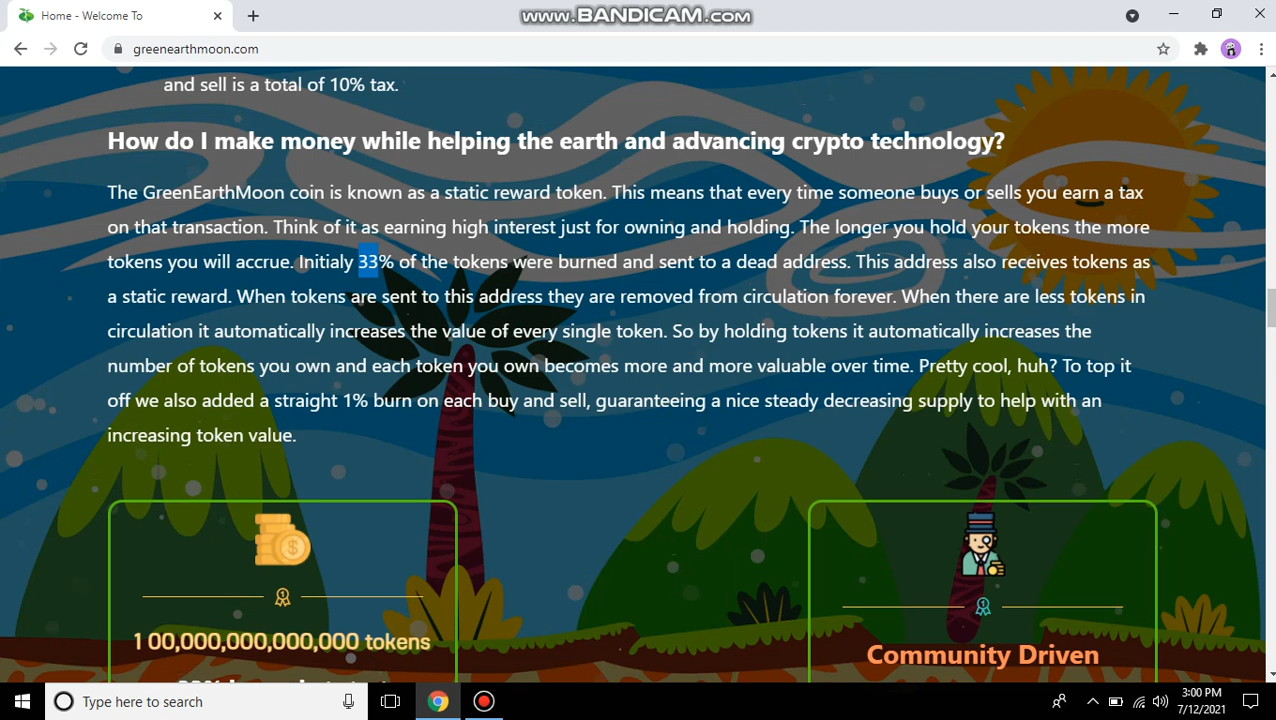 Home - Welcome To
www.BANDICAM.com
greenearthmoon.com
and sell is a total of 10% tax.
How do I make money while helping the earth and advancing crypto technology?
The GreenEarthMoon coin is known as a static reward token. This means that every time someone buys or sells you earn a tax
on that transaction. Think of it as earning high interest just for owning and holding. The longer you hold your tokens the more
tokens you will accrue. Initialy 33% of the tokens were burned and sent to a dead address. This address also receives tokens as
a static reward. When tokens are sent to this address they are removed from circulation forever. When there are less tokens in
circulation it automatically increases the value of every single token. So by holding tokens it automatically increases the
number of tokens you own and each token you own becomes more and more valuable over time. Pretty cool, huh? To top it
off we also added a straight 1% burn on each buy and sell, guaranteeing a nice steady decreasing supply to help with an
increasing token value.
1 00,000,000,000,000 tokens
Community Driven
Type here to search
3:00 PM
7/12/2021